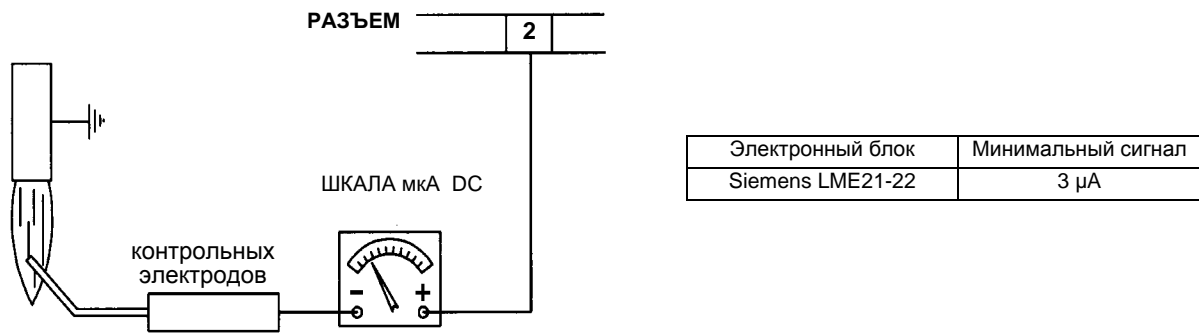 РАЗЪЕМ
2
ШКАЛА мкА DC
контрольных
электродов
- +
Электронный блок Минимальный сигнал
Siemens LME21-22 3 µA